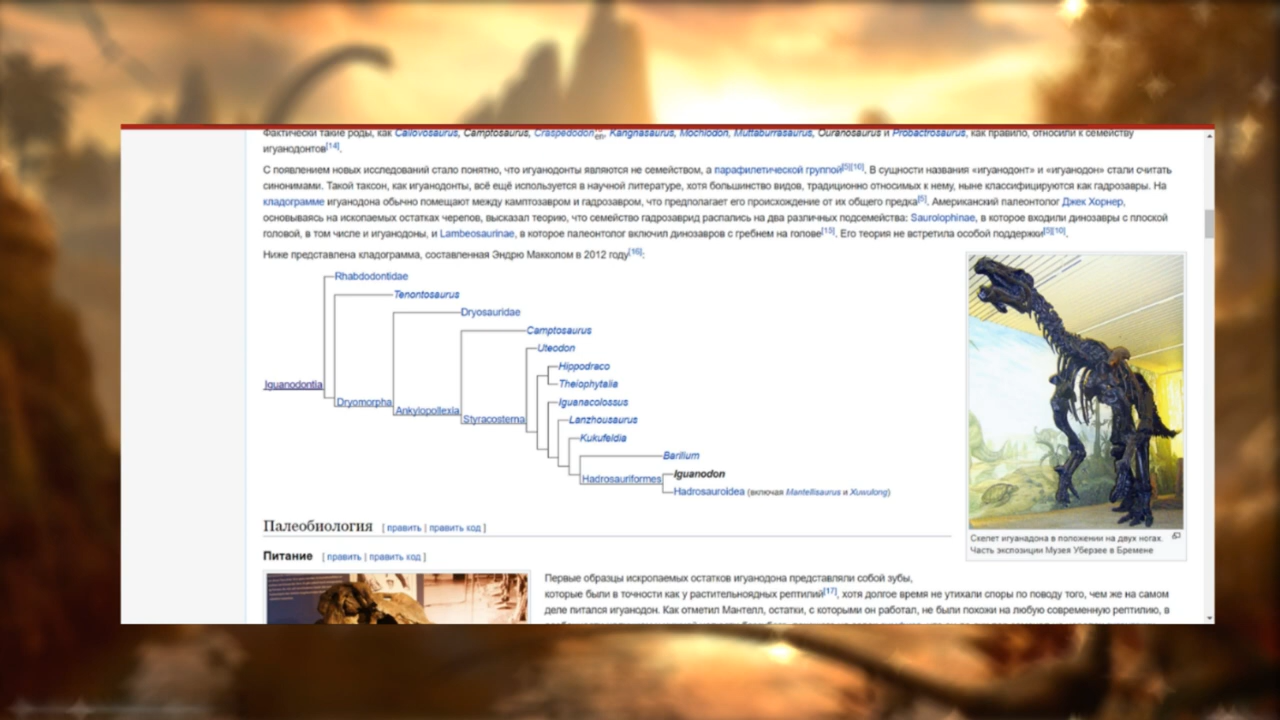 Фактически такие роды, как Callovosaurus, Camptosaurus, Craspedodon, Kangnasaurus, Mochlodon, Muttaburrasaurus, Ouranosaurus и Probactrosaurus, как правило, относили к семейству
игуанодонтов[14].
С появлением новых исследований стало понятно, что игуанодонты являются не семейством, а парафилетической группой[5][10]. В сущности названия «игуанодонт» и «игуанодон» стали считать
синонимами. Такой таксон, как игуанодонты, всё ещё используется в научной литературе, хотя большинство видов, традиционно относимых к нему, ныне классифицируются как гадрозавры. На
кладограмме игуанодона обычно помещают между камптозавром и гадрозавром, что предполагает его происхождение от их общего предка[5]. Американский палеонтолог Джек Хорнер,
основываясь на ископаемых остатках черепов, высказал теорию, что семейство гадрозаврид распались на два различных подсемейства: Saurolophinae, в которое входили динозавры с плоской
головой, в том числе и игуанодоны, и Lambeosaurinae, в которое палеонтолог включил динозавров с гребнем на голове[15]. Его теория не встретила особой поддержки[5][10].
Ниже представлена кладограмма, составленная Эндрю Макколом в 2012 году[16]:
Rhabdodontidae
Tenontosaurus
Dryosauridae
Camptosaurus
Uteodon
Hippodraco
Theiophytalia
Iguanodontia
Iguanacolossus
Dryomorpha
Ankylopollexia
Styracosterna
Lanzhousaurus
Kukufeldia
Barilium
Iguanodon
Hadrosauriformes
Hadrosauroidea (включая Mantellisaurus и Xuwulong)
Скелет игуанадона в положении на двух ногах.
Часть экспозиции Музея Уберзее в Бремене
Палеобиология [ править | править код ]
Питание [ править | править код ]
Первые образцы ископаемых остатков игуанодона представляли собой зубы,
которые были в точности как у растительноядных рептилий[17], хотя долгое время не утихали споры по поводу того, чем же на самом
деле питался игуанодон. Как отметил Мантелл, остатки, с которыми он работал, не были похожи на любую современную рептилию, в